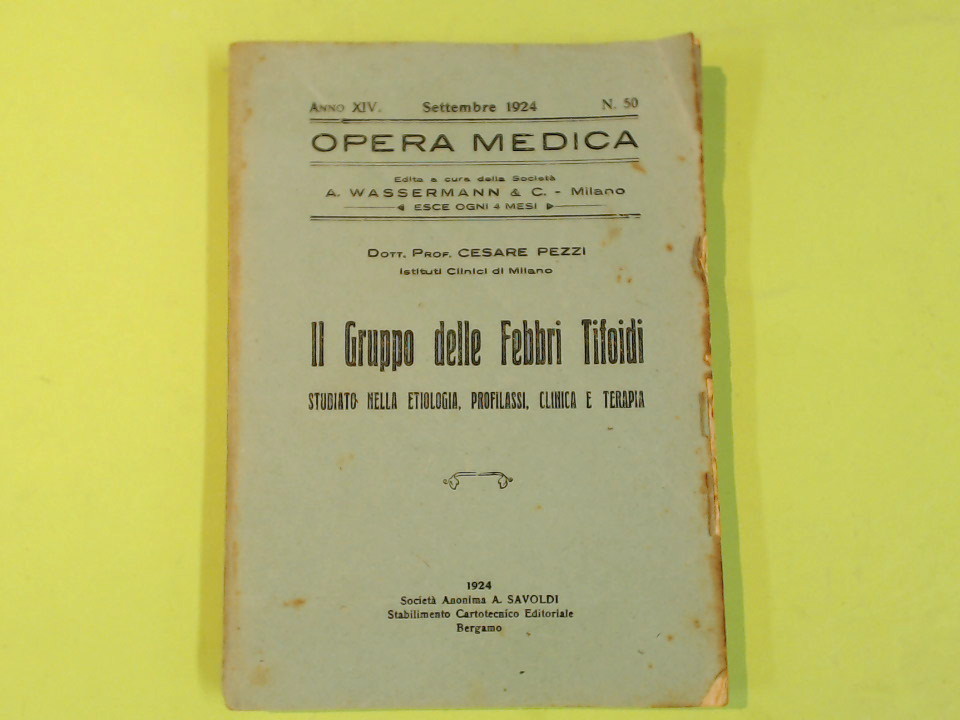 ANNO XIV. Settembre 1924 N. 50
OPERA MEDICA
Edita a cura della Società
A. WASSERMANN & C. - Milano
ESCE OGNI 4 MESI
DOTT. PROF. CESARE PEZZI
Istituti Clinici di Milano
Il Gruppo delle Febbri Tifoidi
STUDIATO NELLA ETIOLOGIA, PROFILASSI, CLINICA E TERAPIA
1924
Società Anonima A. SAVOLDI
Stabilimento Cartotecnico Editoriale
Bergamo